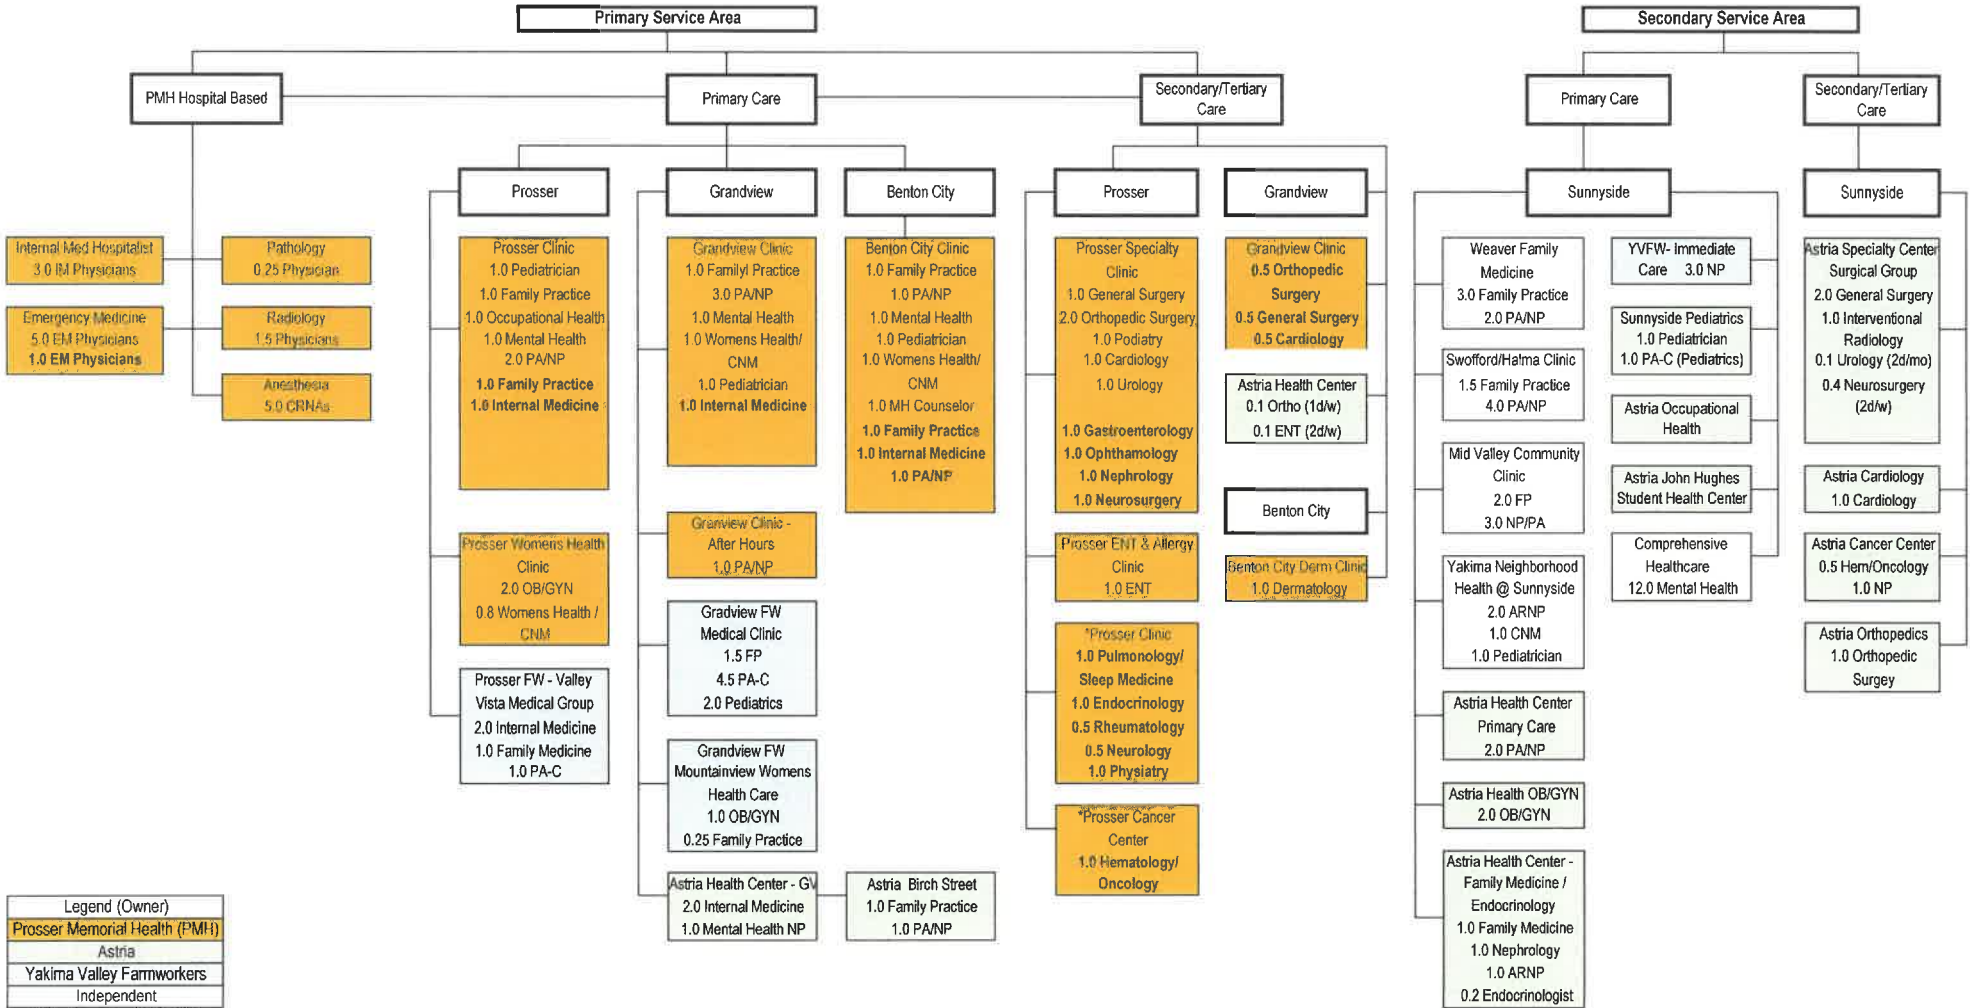 Primary Service Area
PMH Hospital Based
Primary Care
Secondary/Tertiary
Care
Internal Med Hospitalist
3.0 IM Physicians
Pathology
0.25 Physician
Emergency Medicine
5.0 EM Physicians
1.0 EM Physicians
Radiology
1.5 Physicians
Anesthesia
5.0 CRNAs
Prosser
Prosser Clinic
1.0 Pediatrician
1.0 Family Practice
1.0 Occupational Health
1.0 Mental Health
2.0 PA/NP
1.0 Family Practice
1.0 Internal Medicine
Prosser Womens Health
Clinic
2.0 OB/GYN
0.8 Womens Health /
CNM
Prosser FW - Valley
Vista Medical Group
2.0 Internal Medicine
1.0 Family Medicine
1.0 PA-C
Grandview
Grandview Clinic
1.0 Familyl Practice
3.0 PA/NP
1.0 Mental Health
1.0 Womens Health/
CNM
1.0 Pediatrician
1.0 Internal Medicine
Granview Clinic -
After Hours
1.0 PA/NP
Gradview FW
Medical Clinic
1.5 FP
4.5 PA-C
2.0 Pediatrics
Grandview FW
Mountainview Womens
Health Care
1.0 OB/GYN
0.25 Family Practice
Astria Health Center - GV
2.0 Internal Medicine
1.0 Mental Health NP
Benton City
Benton City Clinic
1.0 Family Practice
1.0 PA/NP
1.0 Mental Health
1.0 Pediatrician
1.0 Womens Health/
CNM
1.0 MH Counselor
1.0 Family Practice
1.0 Internal Medicine
1.0 PA/NP
Astria Birch Street
1.0 Family Practice
1.0 PA/NP
Prosser
Prosser Specialty
Clinic
1.0 General Surgery
2.0 Orthopedic Surgery,
1.0 Podiatry
1.0 Cardiology
1.0 Urology
1.0 Gastroenterology
1.0 Ophthamology
1.0 Nephrology
1.0 Neurosurgery
Prosser ENT & Allergy
Clinic
1.0 ENT
*Prosser Clinic
1.0 Pulmonology/
Sleep Medicine
1.0 Endocrinology
0.5 Rheumatology
0.5 Neurology
1.0 Physiatry
*Prosser Cancer
Center
1.0 Hematology/
Oncology
Grandview
Grandview Clinic
0.5 Orthopedic
Surgery
0.5 General Surgery
0.5 Cardiology
Astria Health Center
0.1 Ortho (1d/w)
0.1 ENT (2d/w)
Benton City
Benton City Derm Clinic
1.0 Dermatology
Secondary Service Area
Primary Care
Secondary/Tertiary
Care
Sunnyside
Weaver Family
Medicine
3.0 Family Practice
2.0 PA/NP
Swofford/Halma Clinic
1.5 Family Practice
4.0 PA/NP
Mid Valley Community
Clinic
2.0 FP
3.0 NP/PA
Yakima Neighborhood
Health @ Sunnyside
2.0 ARNP
1.0 CNM
1.0 Pediatrician
Astria Health Center
Primary Care
2.0 PA/NP
Astria Health OB/GYN
2.0 OB/GYN
Astria Health Center -
Family Medicine /
Endocrinology
1.0 Family Medicine
1.0 Nephrology
1.0 ARNP
0.2 Endocrinologist
YVFW- Immediate
Care 3.0 NP
Sunnyside Pediatrics
1.0 Pediatrician
1.0 PA-C (Pediatrics)
Astria Occupational
Health
Astria John Hughes
Student Health Center
Comprehensive
Healthcare
12.0 Mental Health
Sunnyside
Astria Specialty Center
Surgical Group
2.0 General Surgery
1.0 Interventional
Radiology
0.1 Urology (2d/mo)
0.4 Neurosurgery
(2d/w)
Astria Cardiology
1.0 Cardiology
Astria Cancer Center
0.5 Hem/Oncology
1.0 NP
Astria Orthopedics
1.0 Orthopedic
Surgey
Legend (Owner)
Prosser Memorial Health (PMH)
Astria
Yakima Valley Farmworkers
Independent